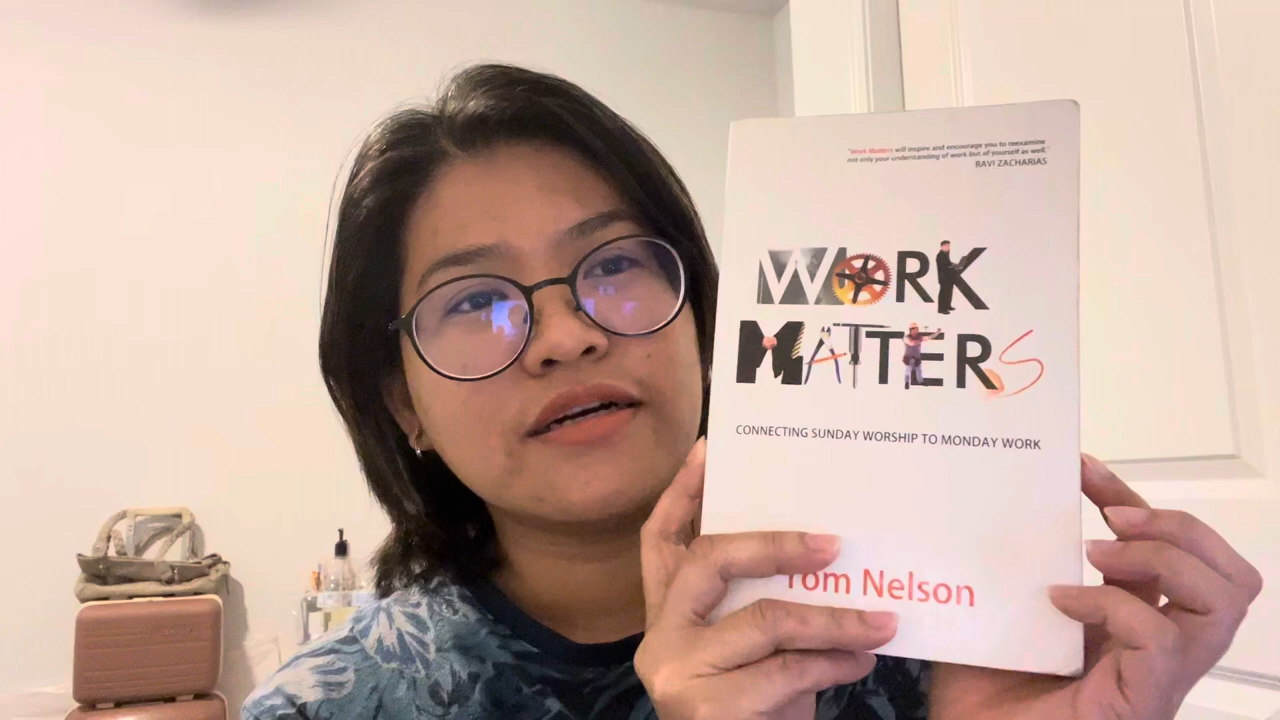 "Work Matters will inspire and encourage you to reexamine
not only your understanding of work but of yourself as well."
RAVI ZACHARIAS
WORK
MATTERS
CONNECTING SUNDAY WORSHIP TO MONDAY WORK
Tom Nelson